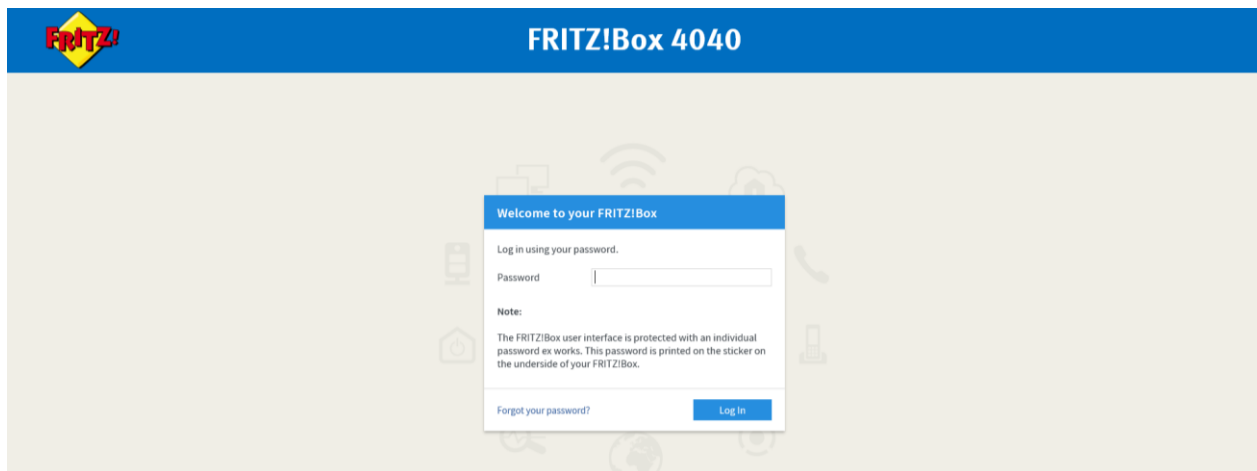 FRITZ!
FRITZ!Box 4040
Welcome to your FRITZ!Box
Log in using your password.
Password
Note:
The FRITZ!Box user interface is protected with an individual
password ex works. This password is printed on the sticker on
the underside of your FRITZ!Box.
Forgot your password?
Log In